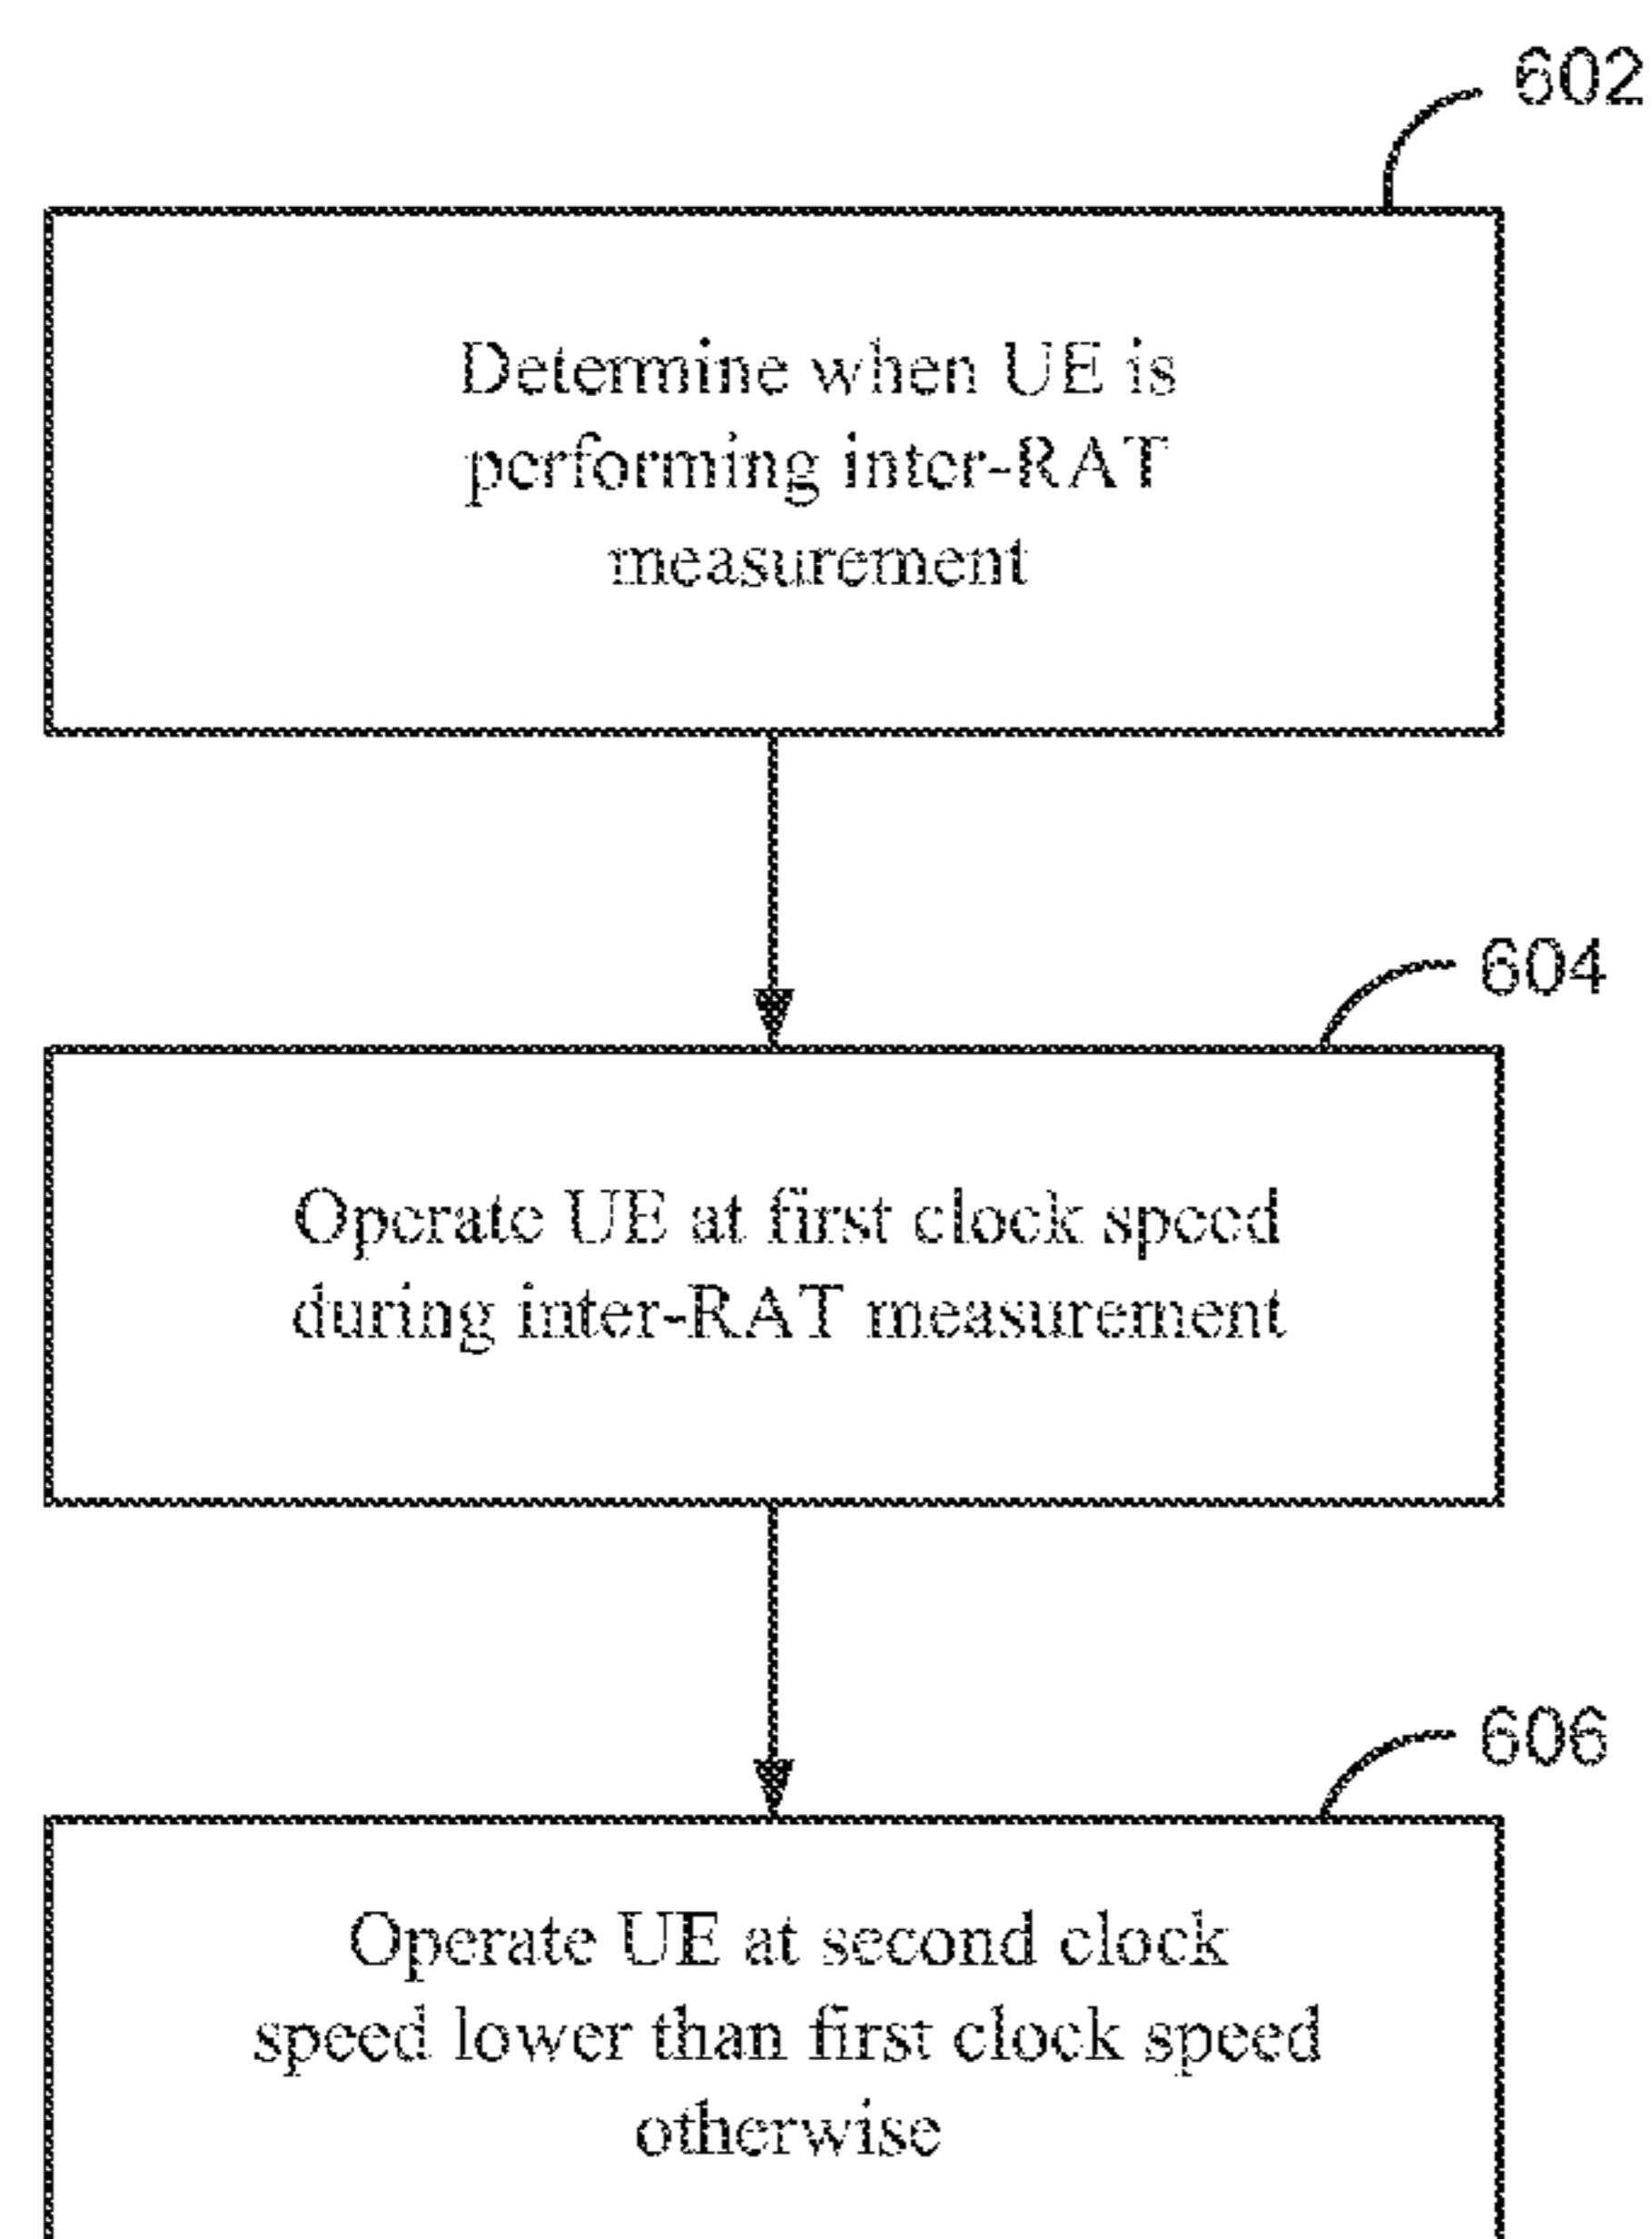 602
Determine when UE is
performing inter-RAT
measurement
604
Operate UE at first clock speed
during inter-RAT measurement
606
Operate UE at second clock
speed lower than first clock speed
otherwise